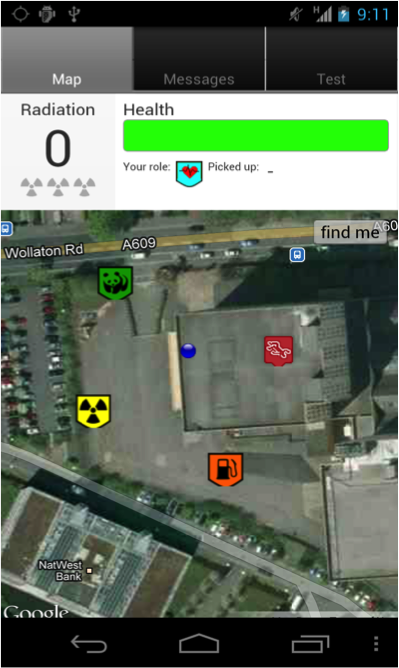 H 9:11
Map Messages Test
Radiation Health
0
Your role: Picked up: -
find me
A60
A609
Wollaton Rd
NatWest
Bank
Google